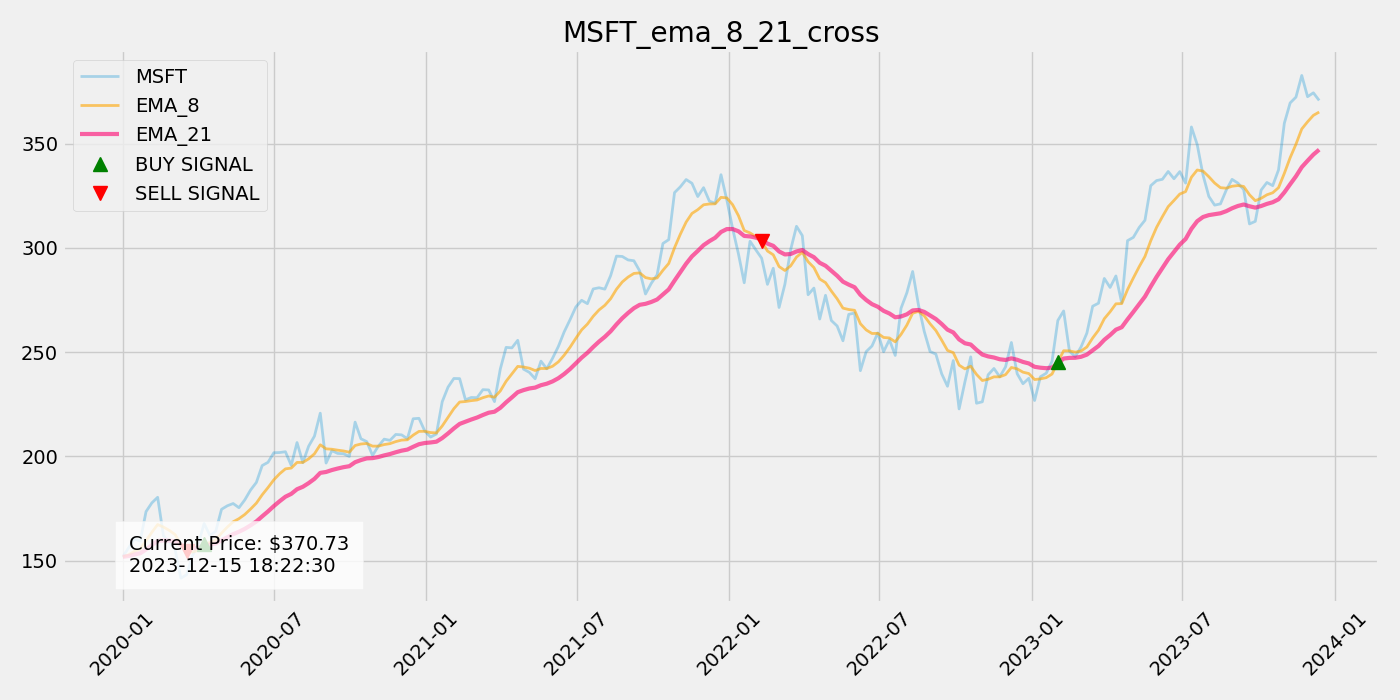 MSFT_ema_8_21_cross
MSFT
EMA_8
EMA_21
BUY SIGNAL
SELL SIGNAL
350
300
250
200
150
Current Price: $370.73
2023-12-15 18:22:30
2020-01
2020-07
2021-01
2021-07
2022-01
2022-07
2023-01
2023-07
2024-01